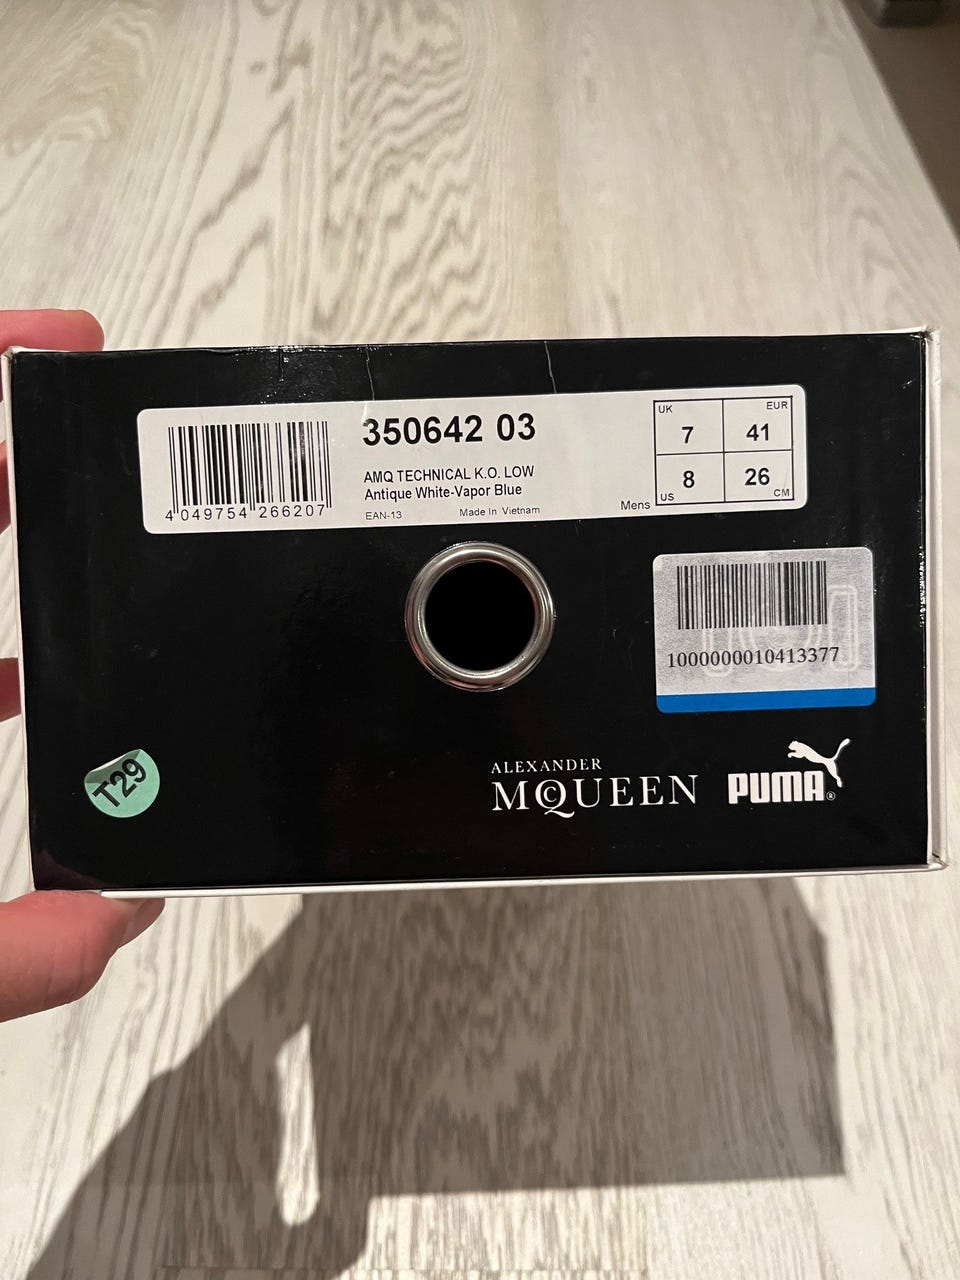 350642 03
AMQ TECHNICAL K.O. LOW
Antique White-Vapor Blue
EAN-13 Made In Vietnam
4 049754 266207
Mens
UK 7
EUR 41
US 8
26 CM
1000000010413377
T29
ALEXANDER
MCQUEEN
PUMA®